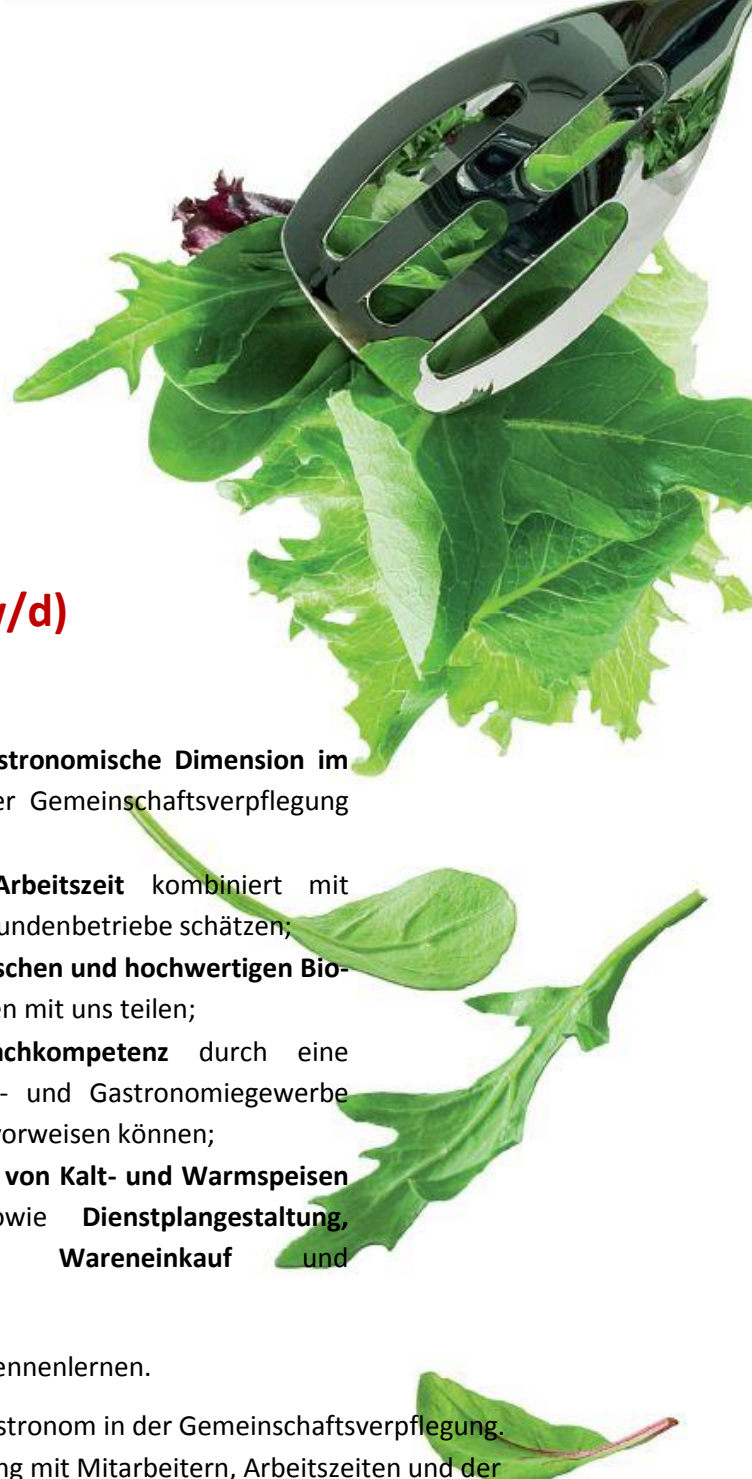 /d)
astronomische Dimension im
er Gemeinschaftsverpflegung
Arbeitszeit kombiniert mit
undenbetriebe schätzen;
schen und hochwertigen Bio-
en mit uns teilen;
achkompetenz durch eine
- und Gastronomiegewerbe
vorweisen können;
von Kalt- und Warmspeisen
owie Dienstplangestaltung,
Wareneinkauf und
ennenlernen.
stronom in der Gemeinschaftsverpflegung.
ng mit Mitarbeitern, Arbeitszeiten und der